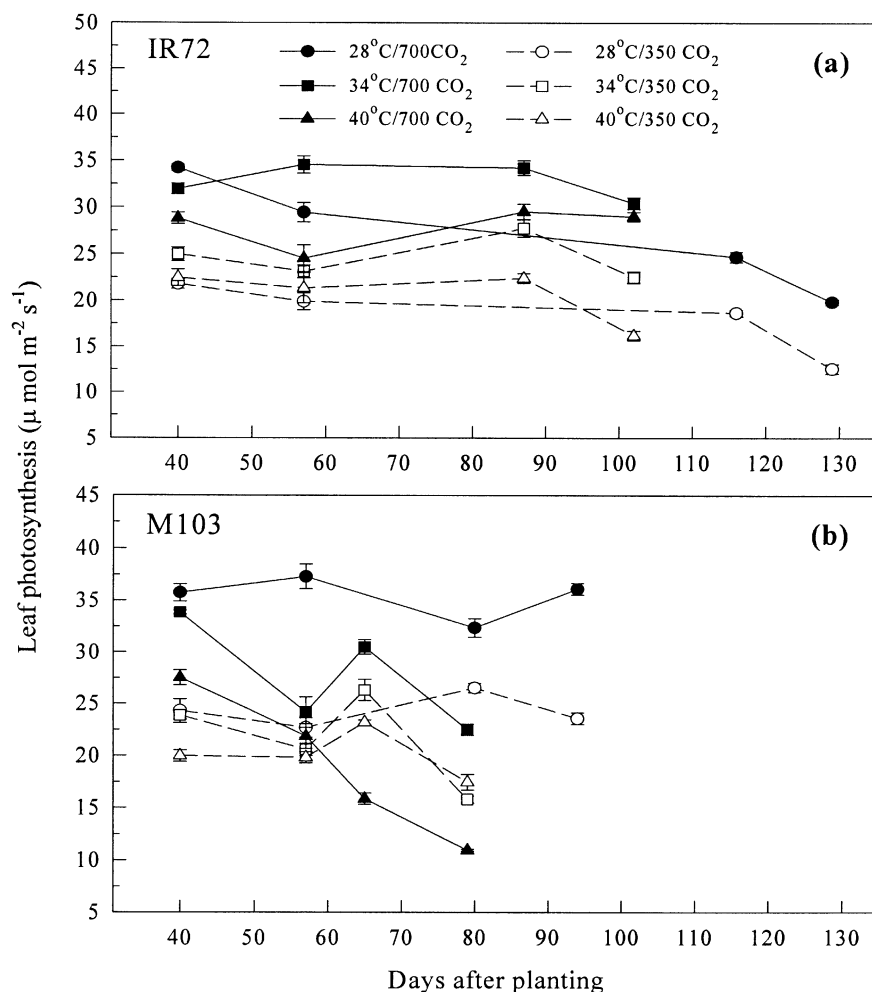 IR72
(a)
28°C/700CO₂
28°C/350 CO₂
34°C/700 CO₂
34°C/350 CO₂
40°C/700 CO₂
40°C/350 CO₂
50
45
40
35
30
25
20
15
10
5
40 50 60 70 80 90 100 110 120 130
Leaf photosynthesis (μ mol m⁻² s⁻¹)
M103
(b)
45
40
35
30
25
20
15
10
5
40 50 60 70 80 90 100 110 120 130
Days after planting